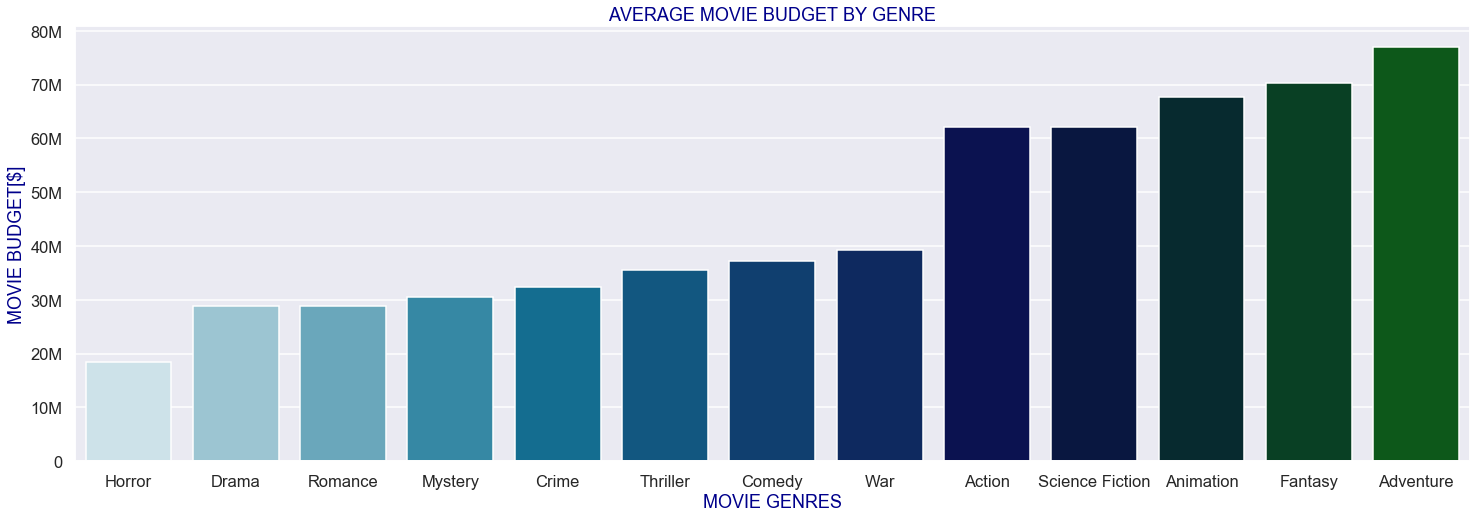 AVERAGE MOVIE BUDGET BY GENRE
80M
70M
60M
50M
40M
30M
20M
10M
0
MOVIE BUDGET[$]
Horror Drama Romance Mystery Crime Thriller Comedy War Action Science Fiction Animation Fantasy Adventure
MOVIE GENRES